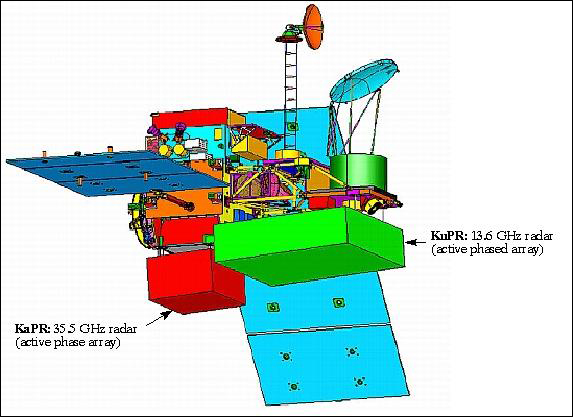 KuPR: 13.6 GHz radar
(active phased array)
KaPR: 35.5 GHz radar
(active phase array)